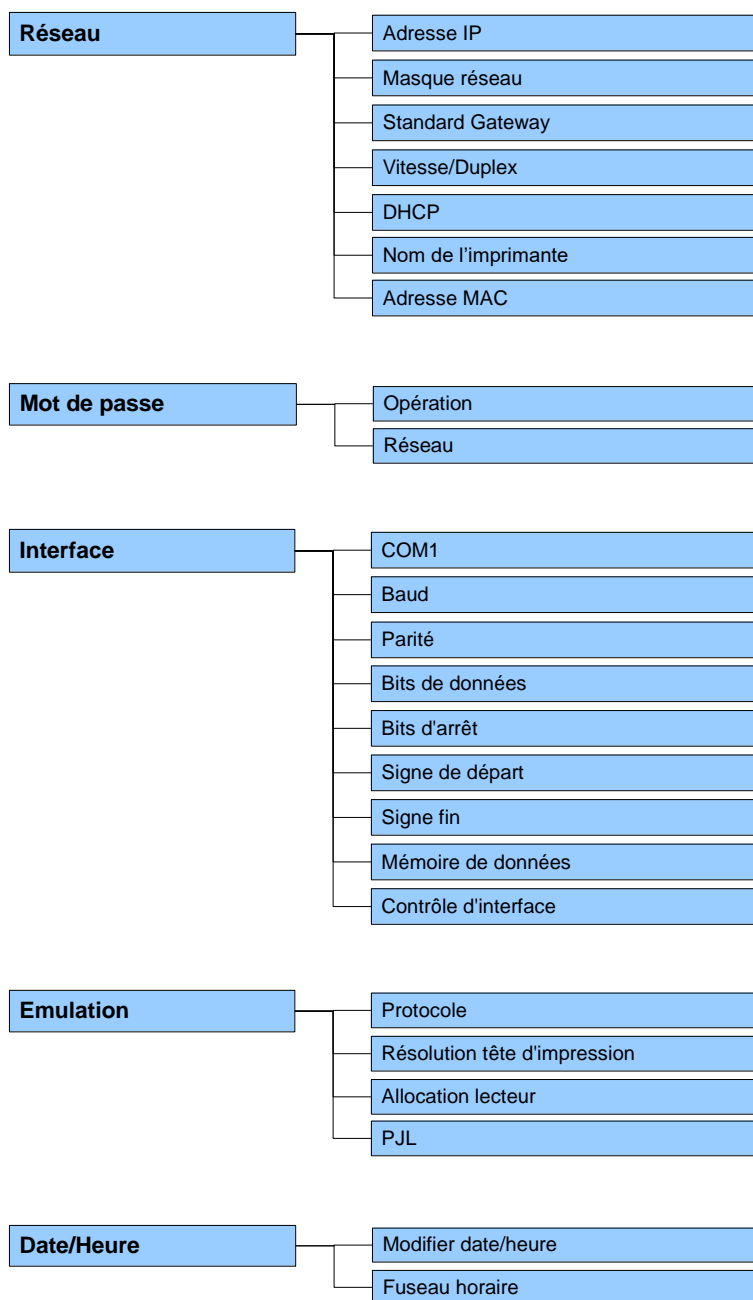 Réseau
Adresse IP
Masque réseau
Standard Gateway
Vitesse/Duplex
DHCP
Nom de l’imprimante
Adresse MAC
Mot de passe
Opération
Réseau
Interface
COM1
Baud
Parité
Bits de données
Bits d'arrêt
Signe de départ
Signe fin
Mémoire de données
Contrôle d'interface
Emulation
Protocole
Résolution tête d'impression
Allocation lecteur
PJL
Date/Heure
Modifier date/heure
Fuseau horaire